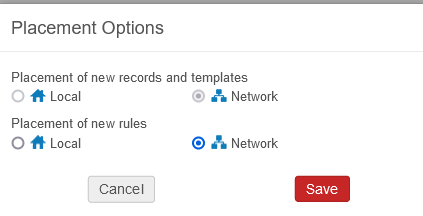 Placement Options
Placement of new records and templates
Local Network
Placement of new rules
Local Network
Cancel Save